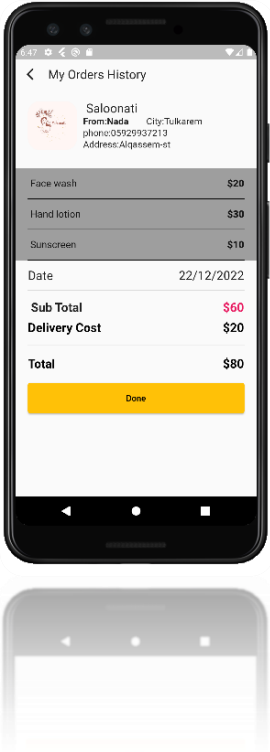 6:47
My Orders History
Saloonati
From:Nada City:Tulkarem
phone:05929937213
Address:Alqassem-st
Face wash $20
Hand lotion $30
Sunscreen $10
Date 22/12/2022
Sub Total $60
Delivery Cost $20
Total $80
Done